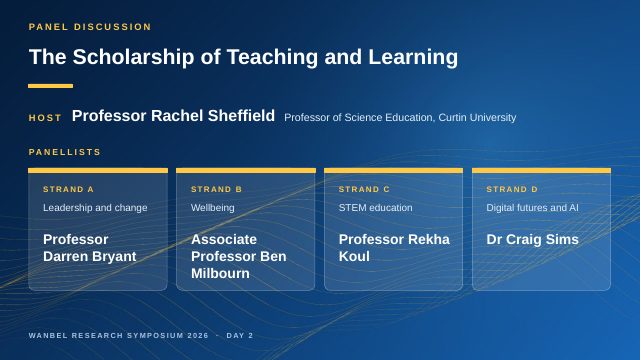 PANEL DISCUSSION
The Scholarship of Teaching and Learning
HOST Professor Rachel Sheffield Professor of Science Education, Curtin University
PANELLISTS
STRAND A
Leadership and change
Professor
Darren Bryant
STRAND B
Wellbeing
Associate
Professor Ben
Milbourn
STRAND C
STEM education
Professor Rekha
Koul
STRAND D
Digital futures and AI
Dr Craig Sims
WANBEL RESEARCH SYMPOSIUM 2026 - DAY 2